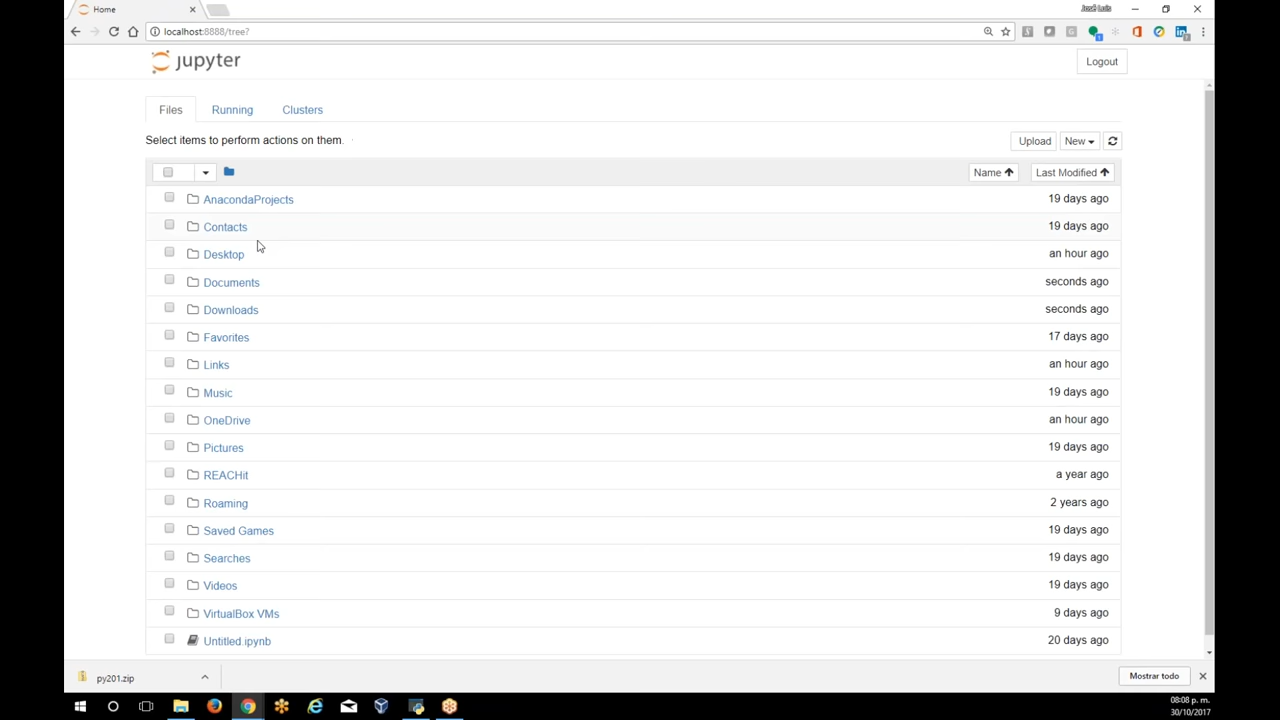 Home
José Luis
localhost:8888/tree?
jupyter
Logout
Files Running Clusters
Select items to perform actions on them.
Upload New
Name Last Modified
AnacondaProjects 19 days ago
Contacts 19 days ago
Desktop an hour ago
Documents seconds ago
Downloads seconds ago
Favorites 17 days ago
Links an hour ago
Music 19 days ago
OneDrive an hour ago
Pictures 19 days ago
REACHit a year ago
Roaming 2 years ago
Saved Games 19 days ago
Searches 19 days ago
Videos 19 days ago
VirtualBox VMs 9 days ago
Untitled.ipynb 20 days ago
py201.zip
Mostrar todo
08:08 p. m.
30/10/2017